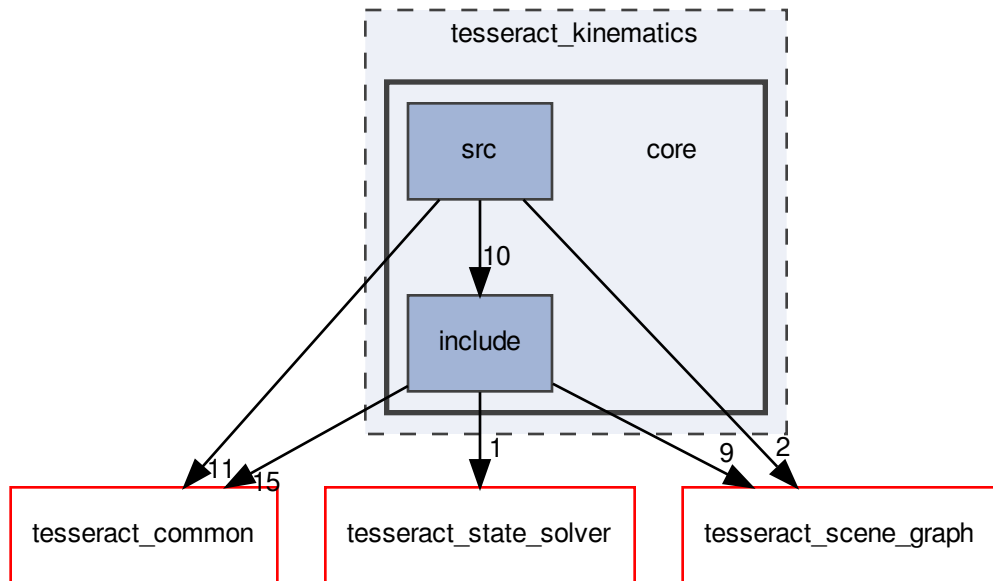 tesseract_kinematics
src
core
10
include
11
15
1
9
2
tesseract_common
tesseract_state_solver
tesseract_scene_graph